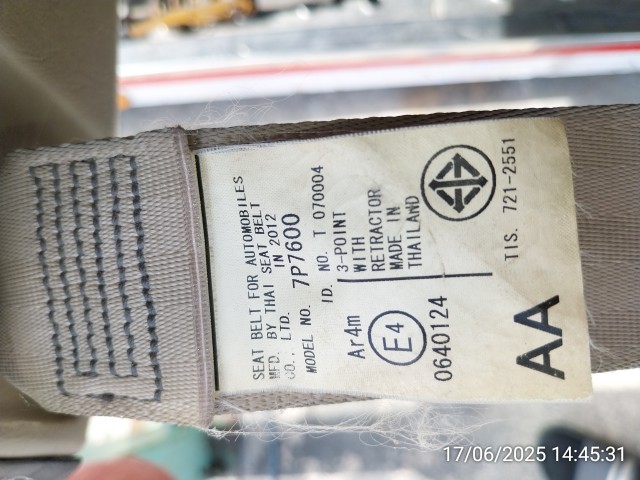 SEAT BELT FOR AUTOMOBILES
MFD. BY THAI SEAT BELT
CO., LTD. IN 2012
MODEL NO. 7P7600
ID. NO. T 070004
Ar4m
E4
0640124
3-POINT
WITH
RETRACTOR
MADE IN
THAILAND
TIS. 721-2551
AA
17/06/2025 14:45:31